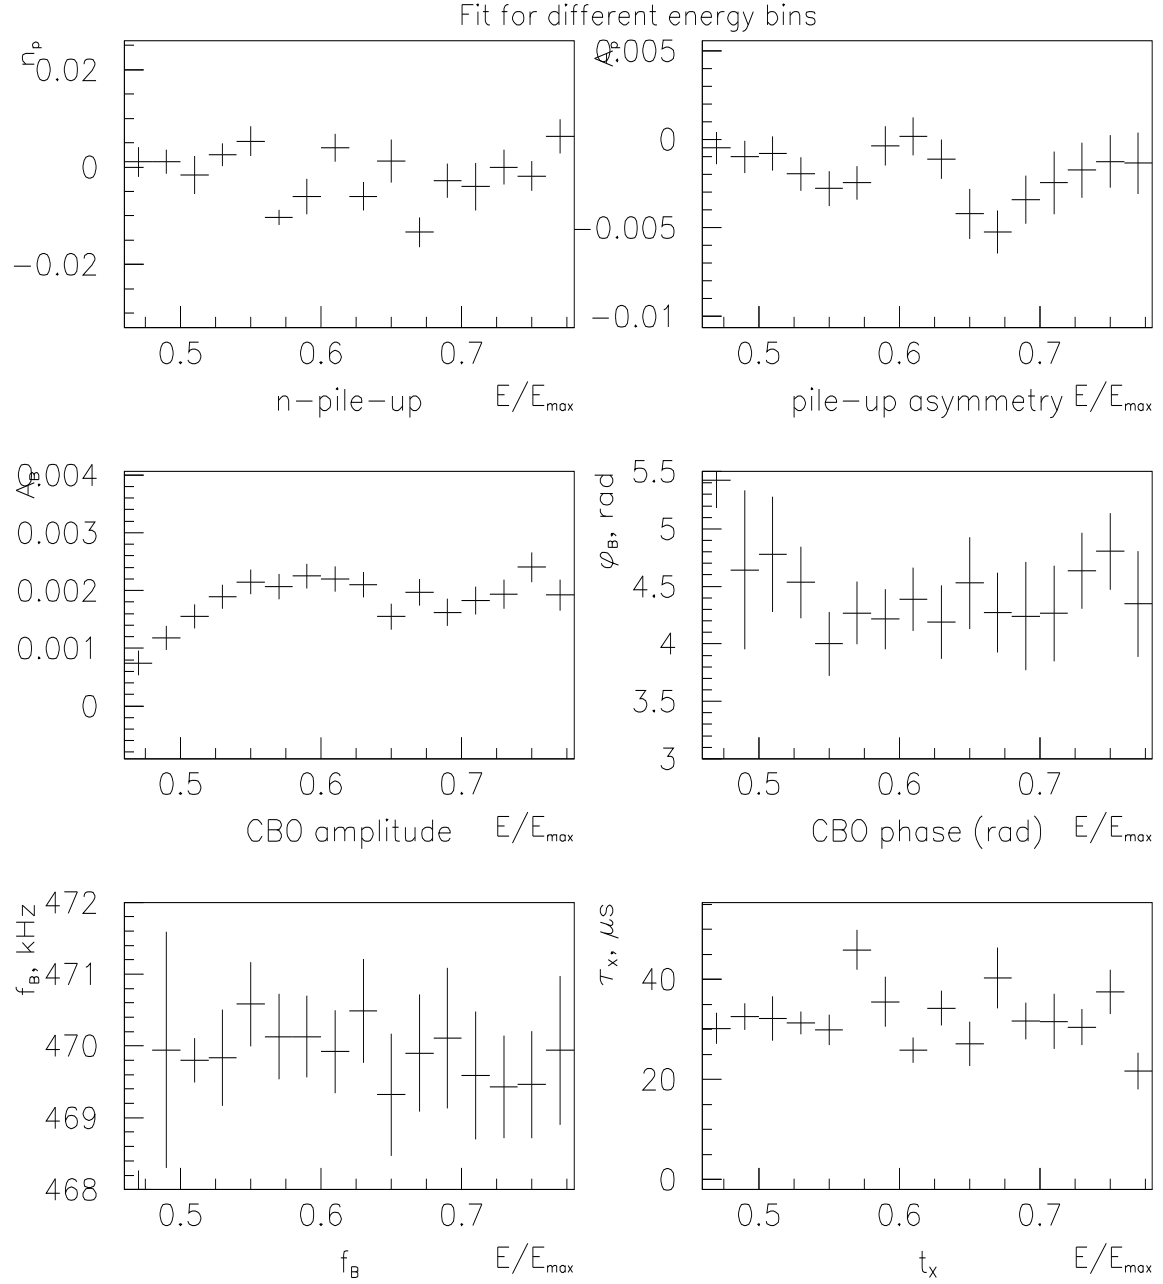 Fit for different energy bins
n_p
0.02
0
−0.02
0.5 0.6 0.7
n−pile−up E/E_max
A_p
0.005
0
−0.005
−0.01
0.5 0.6 0.7
pile−up asymmetry E/E_max
A_B
0.004
0.003
0.002
0.001
0
0.5 0.6 0.7
CBO amplitude E/E_max
φ_B, rad
5.5
5
4.5
4
3.5
3
0.5 0.6 0.7
CBO phase (rad) E/E_max
f_B, kHz
472
471
470
469
468
0.5 0.6 0.7
f_B E/E_max
τ_x, μs
40
20
0
0.5 0.6 0.7
t_x E/E_max